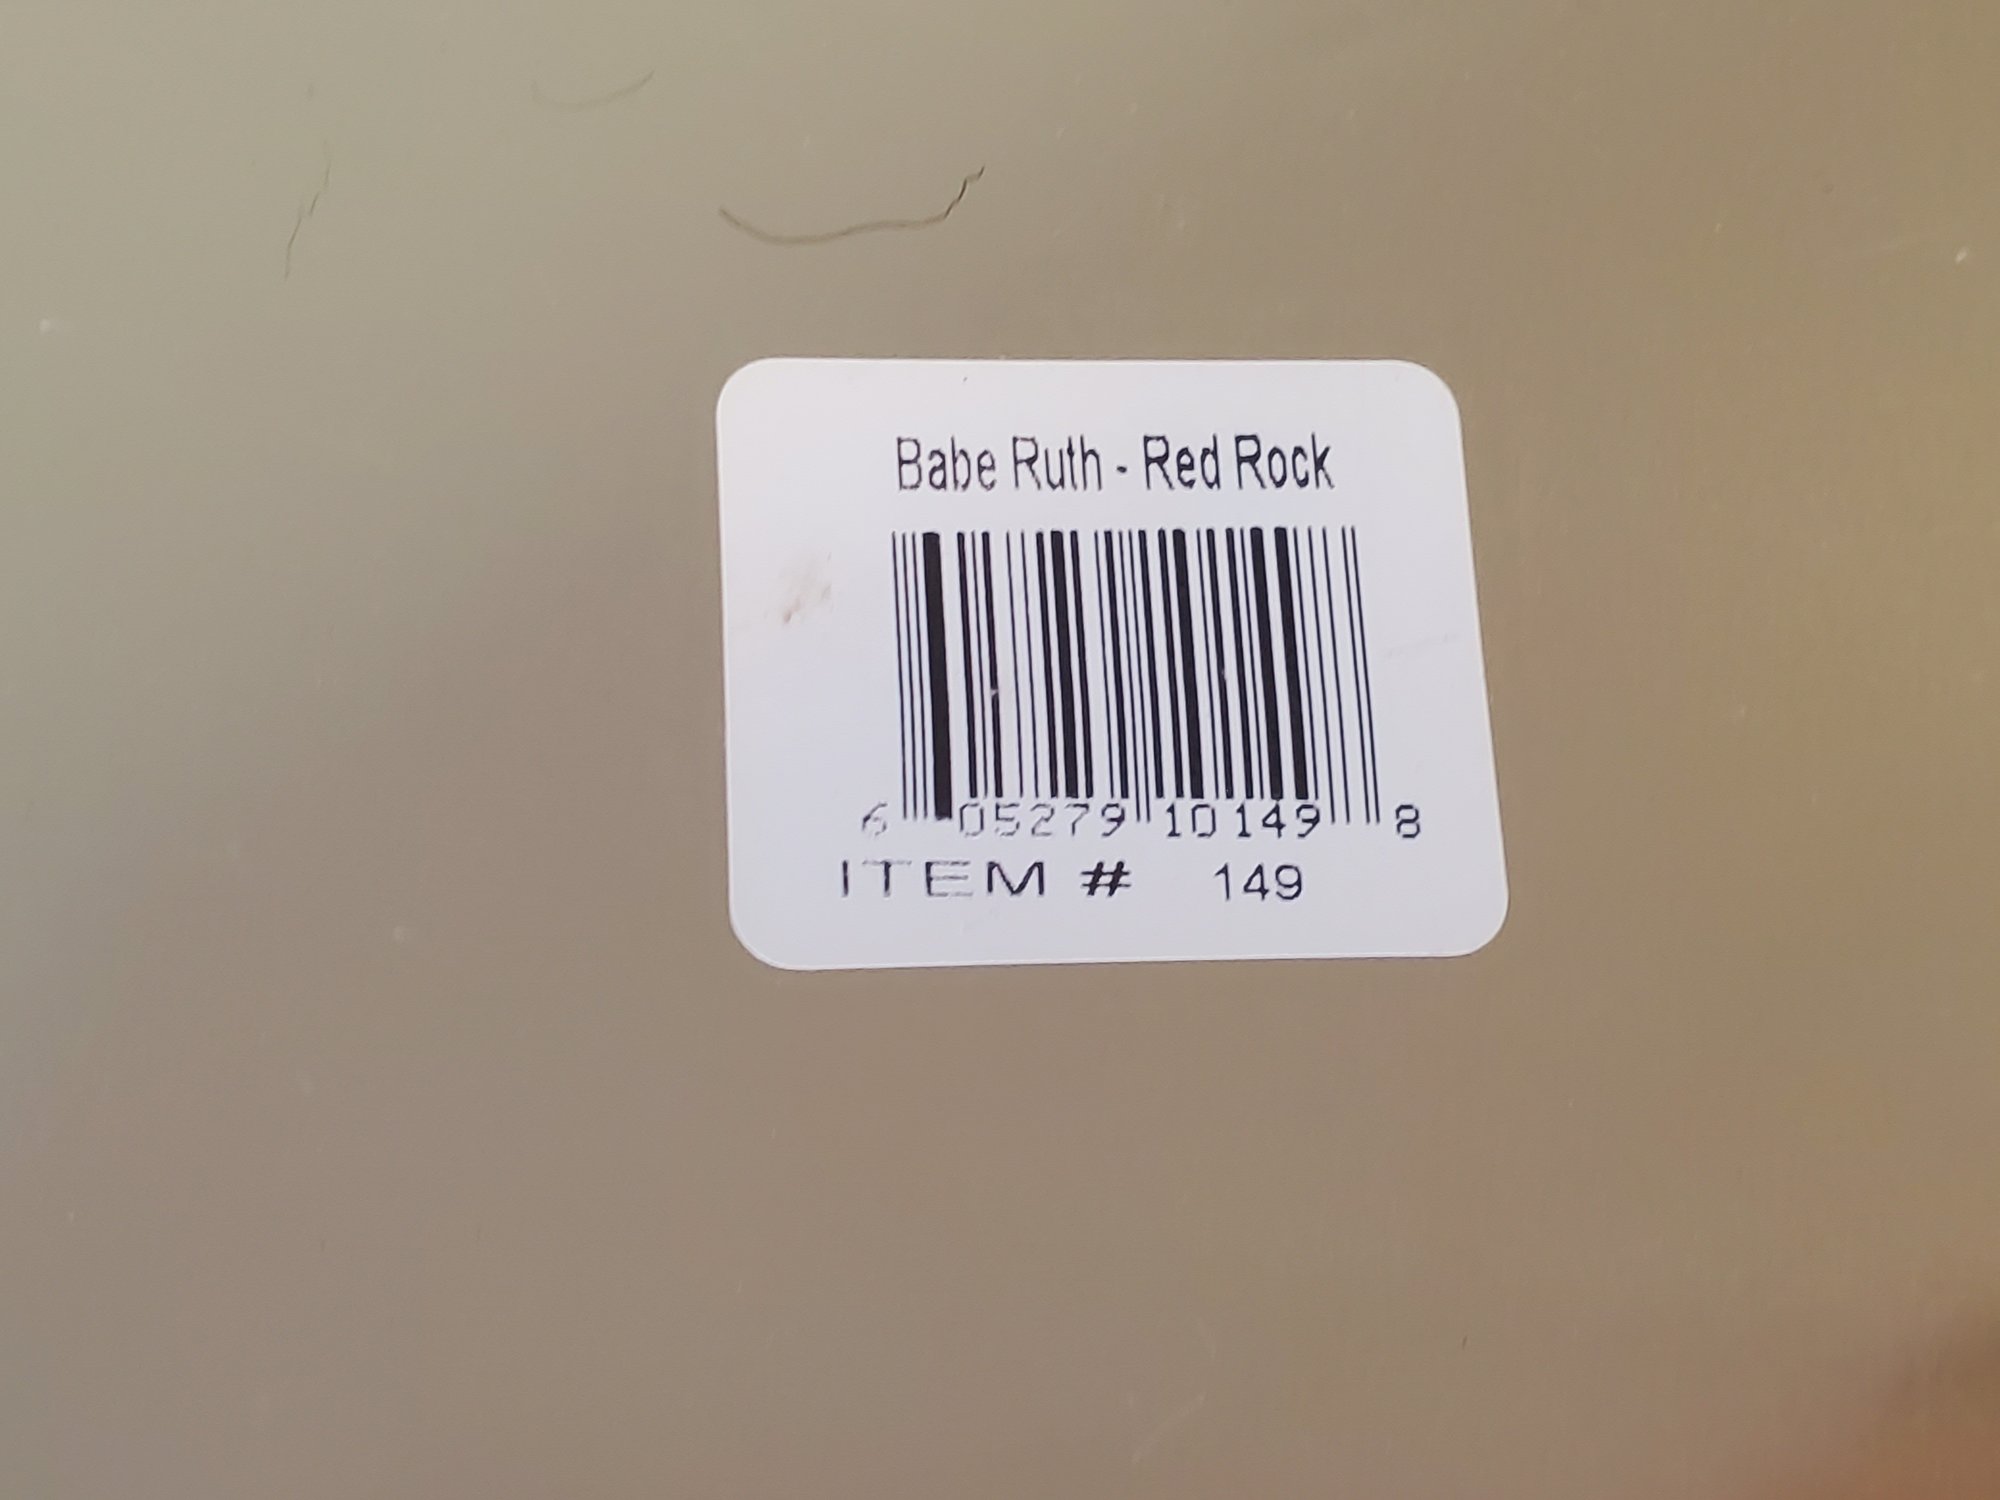 Babe Ruth - Red Rock
6 05279 10149 8
ITEM # 149